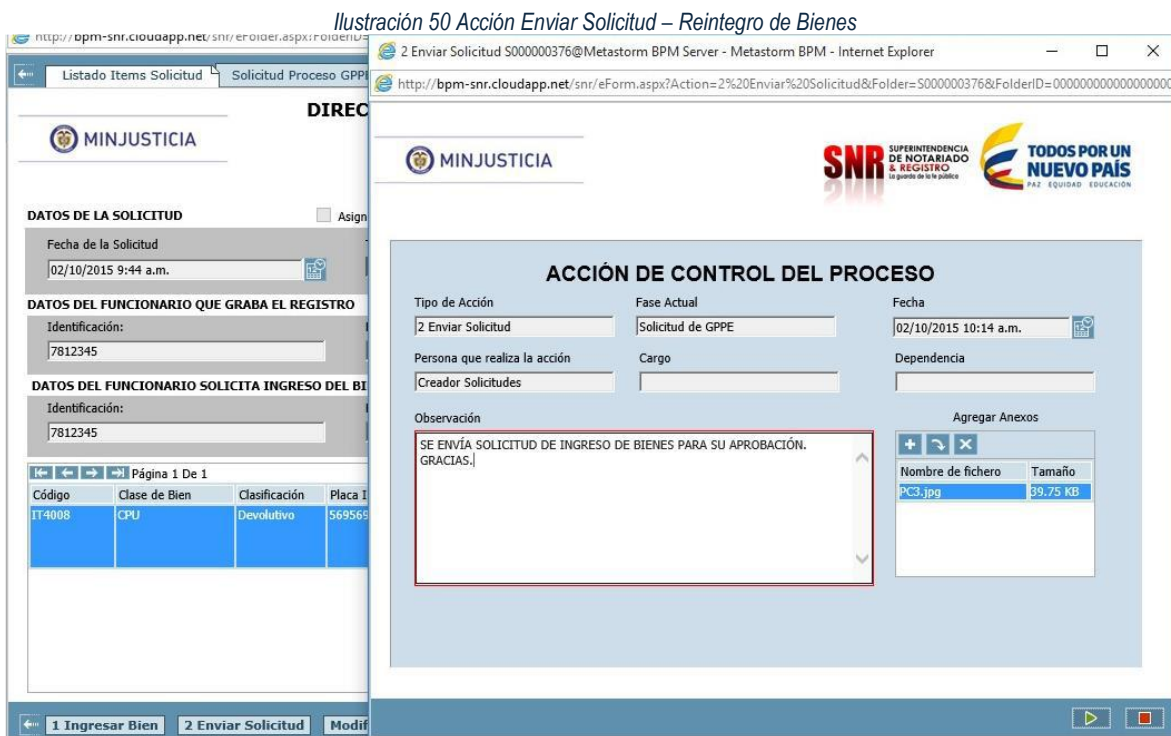 Ilustración 50 Acción Enviar Solicitud – Reintegro de Bienes
http://bpm-snr.cloudapp.net/snr/eFolder.aspx?FolderID=
Listado Items Solicitud
Solicitud Proceso GPP
DIREC
MINJUSTICIA
DATOS DE LA SOLICITUD
Asign
Fecha de la Solicitud
02/10/2015 9:44 a.m.
DATOS DEL FUNCIONARIO QUE GRABA EL REGISTRO
Identificación:
7812345
DATOS DEL FUNCIONARIO SOLICITA INGRESO DEL BI
Identificación:
7812345
Página 1 De 1
Código Clase de Bien Clasificación Placa I
IT4008 CPU Devolutivo 569569
1 Ingresar Bien
2 Enviar Solicitud
Modif
2 Enviar Solicitud S000000376@Metastorm BPM Server - Metastorm BPM - Internet Explorer
http://bpm-snr.cloudapp.net/snr/eForm.aspx?Action=2%20Enviar%20Solicitud&Folder=S000000376&FolderID=
MINJUSTICIA
SNR
SUPERINTENDENCIA
DE NOTARIADO
& REGISTRO
La guarda de la fe pública
TODOS POR UN
NUEVO PAÍS
PAZ EQUIDAD EDUCACIÓN
ACCIÓN DE CONTROL DEL PROCESO
Tipo de Acción Fase Actual Fecha
2 Enviar Solicitud Solicitud de GPPE 02/10/2015 10:14 a.m.
Persona que realiza la acción Cargo Dependencia
Creador Solicitudes
Observación Agregar Anexos
SE ENVÍA SOLICITUD DE INGRESO DE BIENES PARA SU APROBACIÓN.
GRACIAS.
Nombre de fichero Tamaño
PC3.jpg 39.75 KB